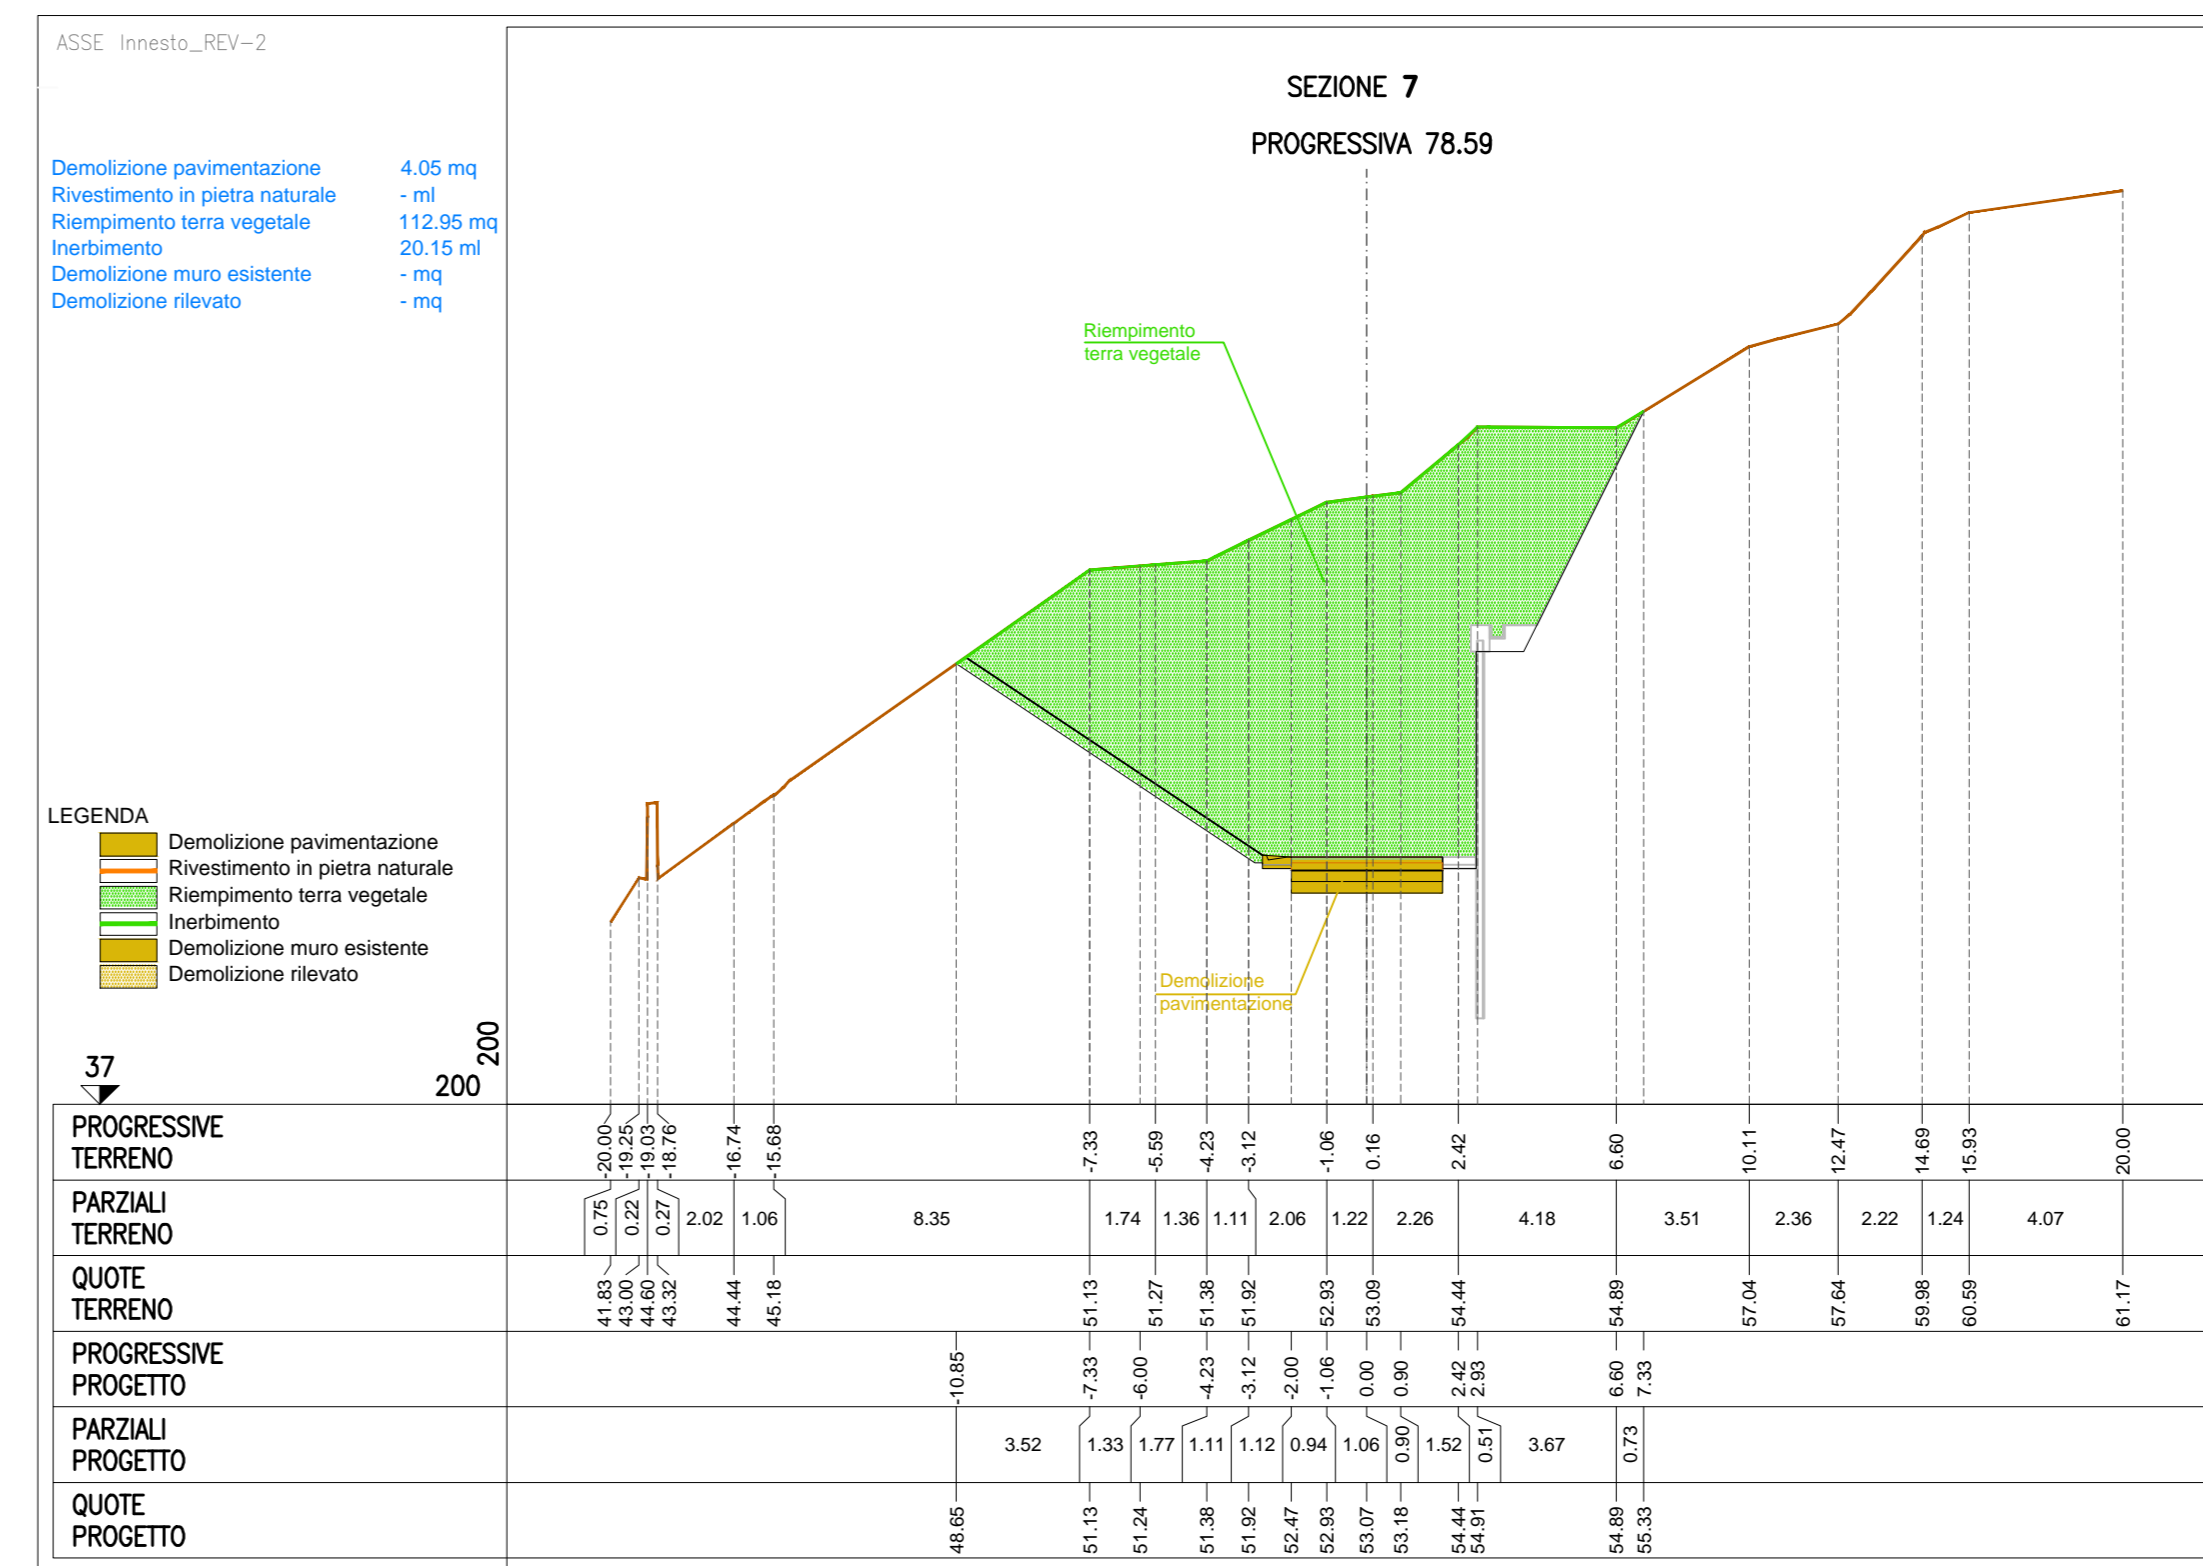 ASSE Innesto_REV-2
SEZIONE 7
PROGRESSIVA 78.59
Demolizione pavimentazione 4.05 mq
Rivestimento in pietra naturale - ml
Riempimento terra vegetale 112.95 mq
Inerbimento 20.15 ml
Demolizione muro esistente - mq
Demolizione rilevato - mq
Riempimento
terra vegetale
LEGENDA
Demolizione pavimentazione
Rivestimento in pietra naturale
Riempimento terra vegetale
Inerbimento
Demolizione muro esistente
Demolizione rilevato
Demolizione
pavimentazione
37
200
200
PROGRESSIVE
TERRENO
-20.00 -19.25 -19.03 -18.76 -16.74 -15.68 -7.33 -5.59 -4.23 -3.12 -1.06 0.16 2.42 6.60 10.11 12.47 14.69 15.93 20.00
PARZIALI
TERRENO
0.75 0.22 0.27 2.02 1.06 8.35 1.74 1.36 1.11 2.06 1.22 2.26 4.18 3.51 2.36 2.22 1.24 4.07
QUOTE
TERRENO
41.83 43.00 44.60 43.32 44.44 45.18 51.13 51.27 51.38 51.92 52.93 53.09 54.44 54.89 57.04 57.64 59.98 60.59 61.17
PROGRESSIVE
PROGETTO
-10.85 -7.33 -6.00 -4.23 -3.12 -2.00 -1.06 0.00 0.90 2.42 2.93 6.60 7.33
PARZIALI
PROGETTO
3.52 1.33 1.77 1.11 1.12 0.94 1.06 0.90 1.52 0.51 3.67 0.73
QUOTE
PROGETTO
48.65 51.13 51.24 51.38 51.92 52.47 52.93 53.07 53.18 54.44 54.91 54.89 55.33